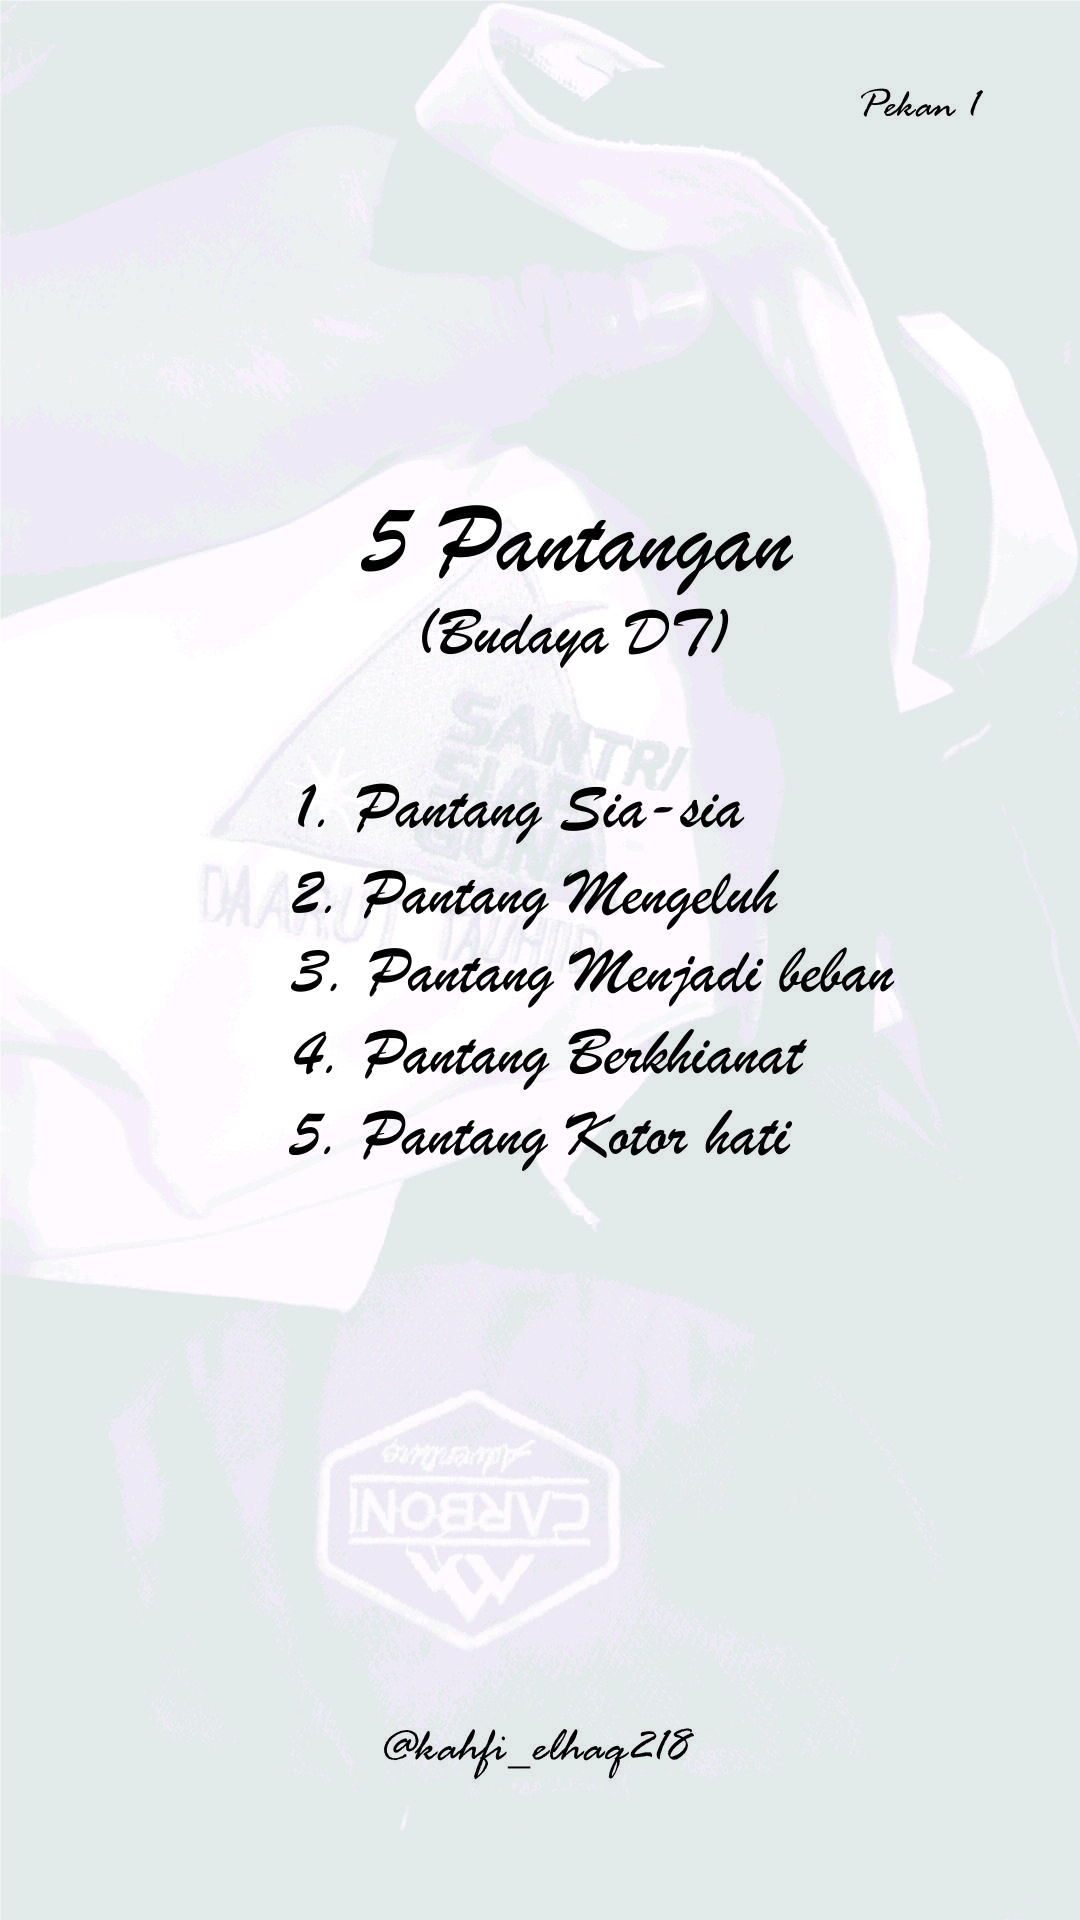 Pekan 1
5 Pantangan
(Budaya DT)
SANTRI
SIAP
GUNA
DAARUT TAUHIID
1. Pantang Sia-sia
2. Pantang Mengeluh
3. Pantang Menjadi beban
4. Pantang Berkhianat
5. Pantang Kotor hati
Adventure
CARBONI
@kahfi_elhaq218